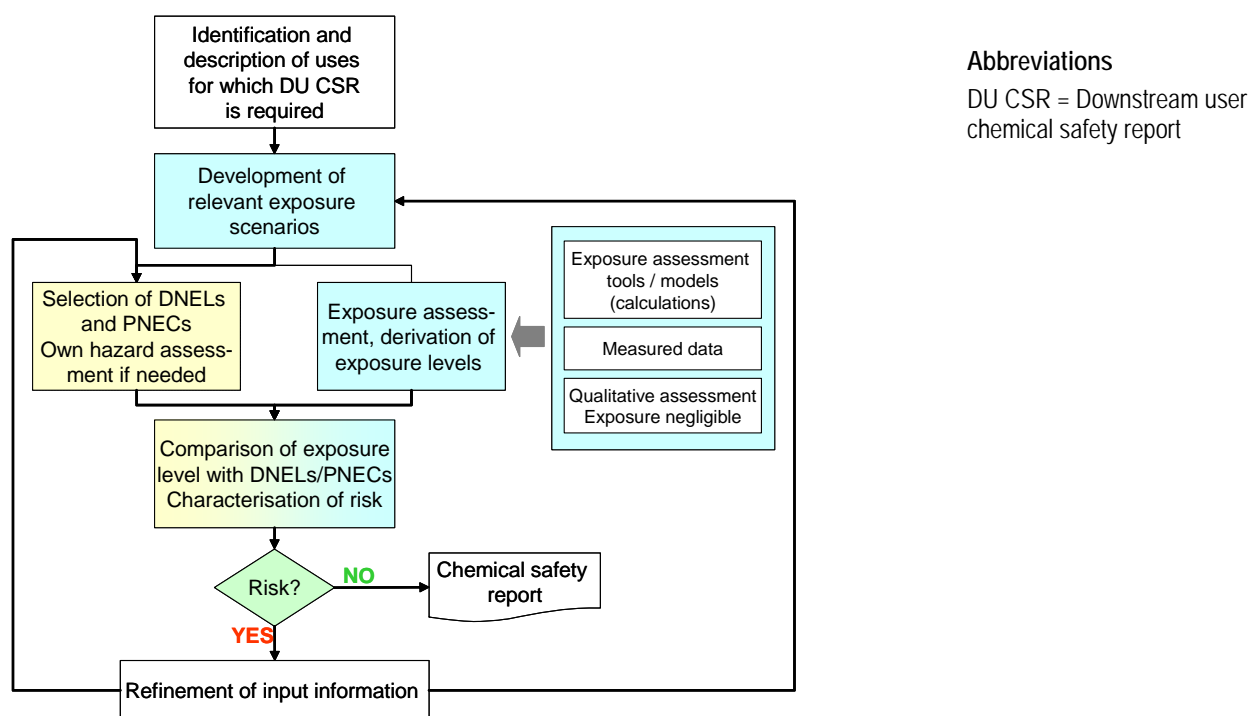 Identification and
description of uses
for which DU CSR
is required
Abbreviations
DU CSR = Downstream user
chemical safety report
Development of
relevant exposure
scenarios
Selection of DNELs
and PNECs
Own hazard assess-
ment if needed
Exposure assess-
ment, derivation of
exposure levels
Exposure assessment
tools / models
(calculations)
Measured data
Qualitative assessment
Exposure negligible
Comparison of exposure
level with DNELs/PNECs
Characterisation of risk
Risk?
NO
Chemical safety
report
YES
Refinement of input information